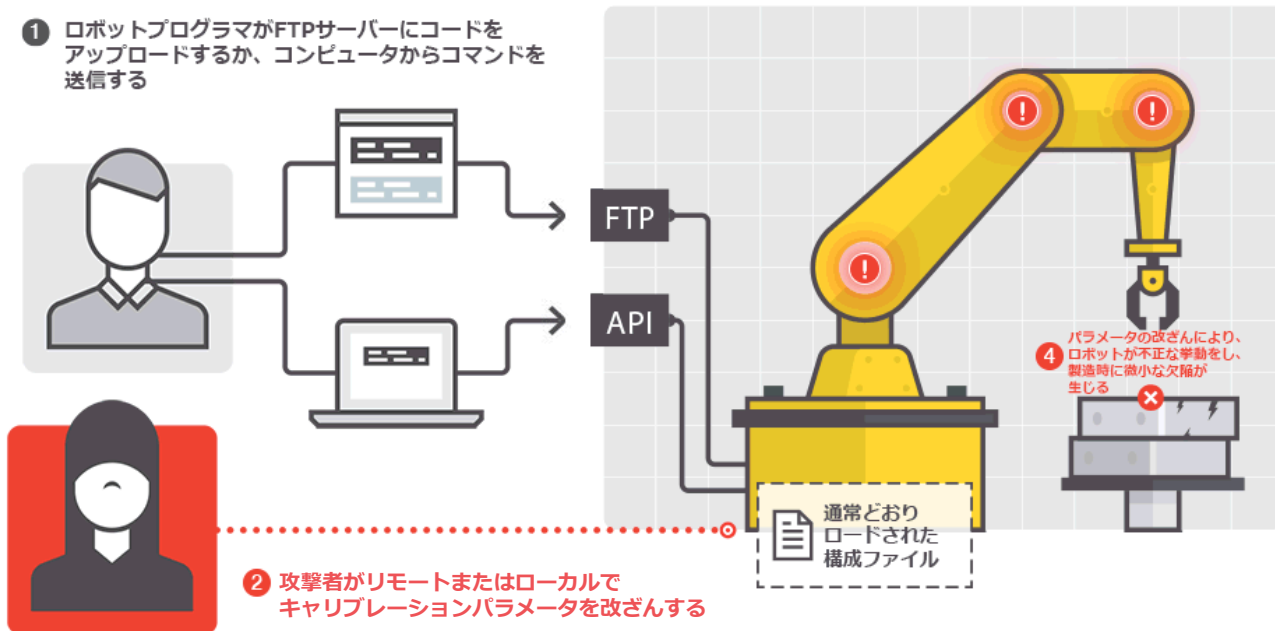 1 ロボットプログラマがFTPサーバーにコードを
アップロードするか、コンピュータからコマンドを
送信する
FTP
API
4 パラメータの改ざんにより、
ロボットが不正な挙動をし、
製造時に微小な欠陥が
生じる
通常どおり
ロードされた
構成ファイル
2 攻撃者がリモートまたはローカルで
キャリブレーションパラメータを改ざんする